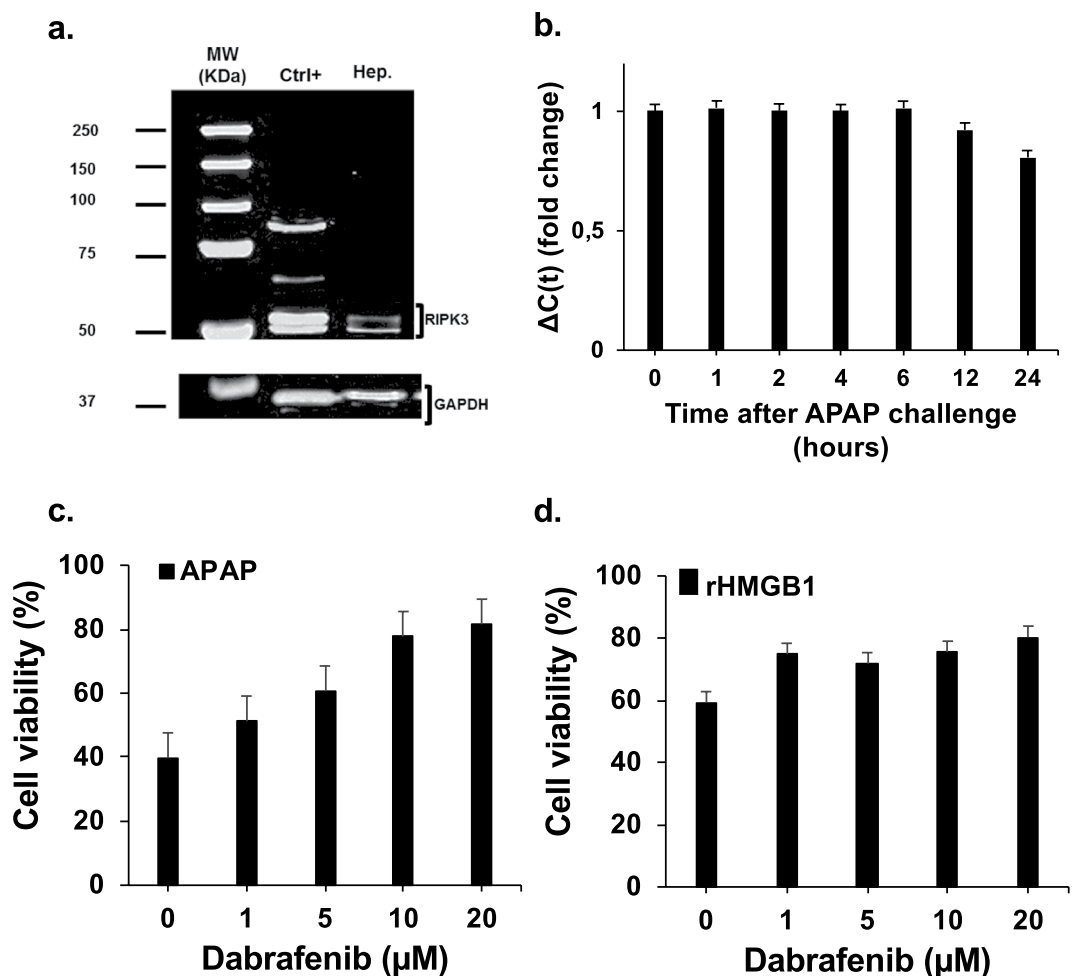 a.
MW
(KDa)
Ctrl+
Hep.
250
150
100
75
50
RIPK3
37
GAPDH
b.
ΔC(t) (fold change)
1
0,5
0
0 1 2 4 6 12 24
Time after APAP challenge
(hours)
c.
Cell viability (%)
100
80
60
40
20
0
APAP
0 1 5 10 20
Dabrafenib (µM)
d.
Cell viability (%)
100
80
60
40
20
0
rHMGB1
0 1 5 10 20
Dabrafenib (µM)